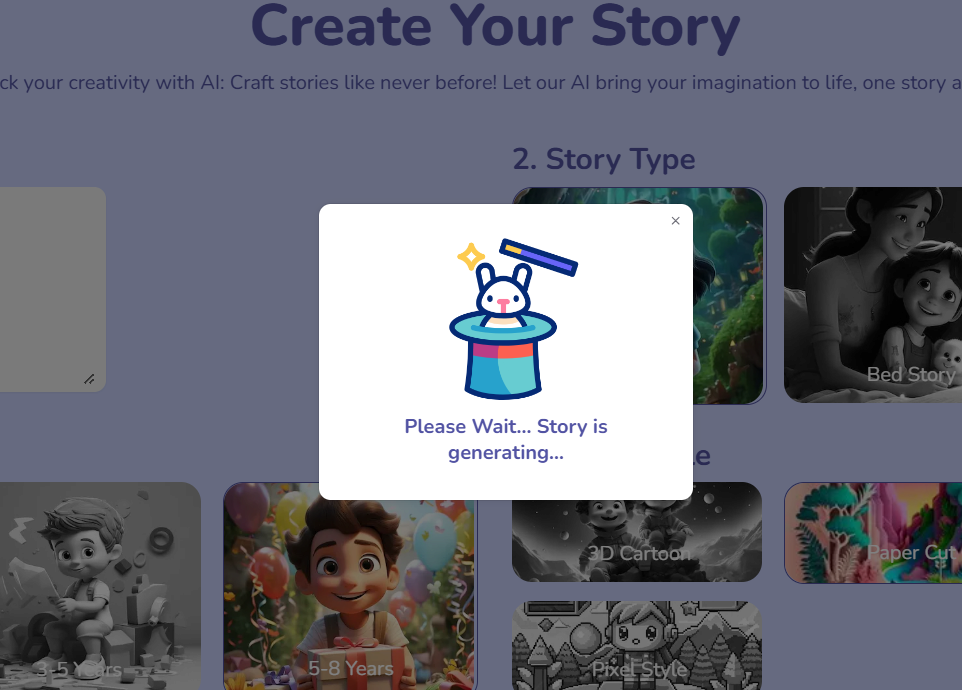 Create Your Story
ck your creativity with AI: Craft stories like never before! Let our AI bring your imagination to life, one story a
2. Story Type
Bed Story
Please Wait... Story is
generating...
3-5 Years
5-8 Years
3D Cartoon
Paper Cut
Pixel Style